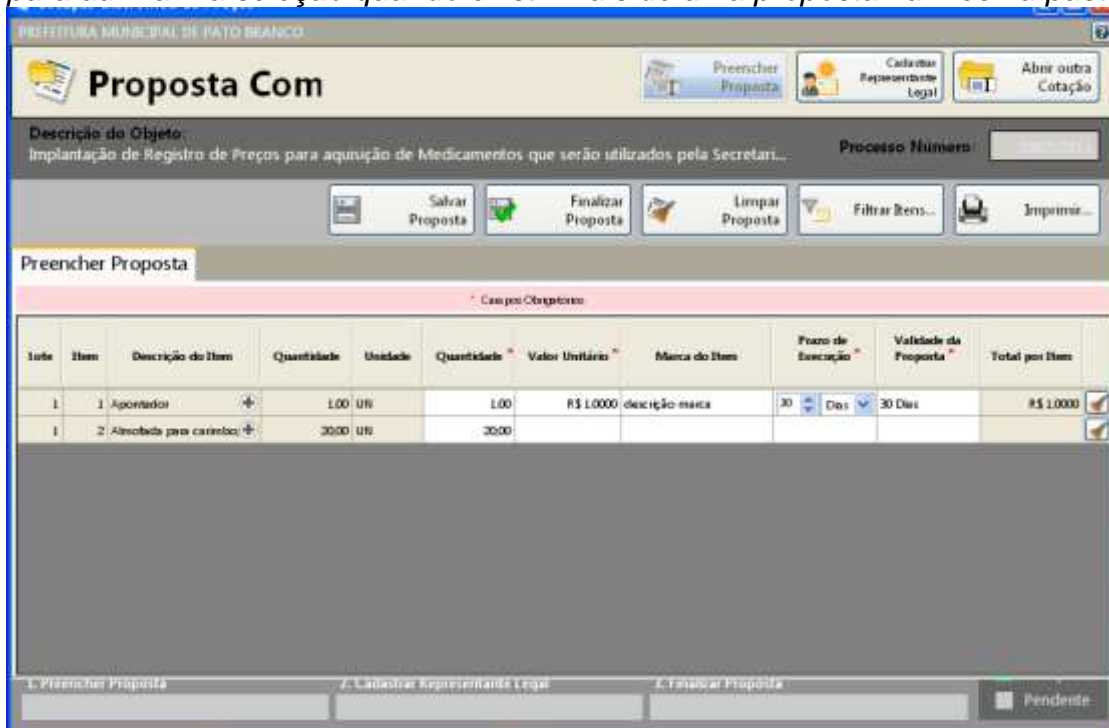 PREFEITURA MUNICIPAL DE PATO BRANCO
Proposta Com
Preencher Proposta
Cadastrar Representante Legal
Abrir outra Cotação
Descrição do Objeto:
Implantação de Registro de Preços para aquisição de Medicamentos que serão utilizados pela Secretari...
Processo Número:
Salvar Proposta
Finalizar Proposta
Limpar Proposta
Filtrar Itens...
Imprimir...
Preencher Proposta
* Campos Obrigatórios
Lote Item Descrição do Item Quantidade Unidade Quantidade * Valor Unitário * Marca do Item Prazo de Execução * Validade da Proposta * Total por Item
1 1 Apontador 1,00 UN 1,00 R$ 1,0000 descrição marca 30 Dias 30 Dias R$ 1,0000
1 2 Almofada para carimbo; 20,00 UN 20,00
1. Preencher Proposta 2. Cadastrar Representante Legal 3. Finalizar Proposta
Pendente